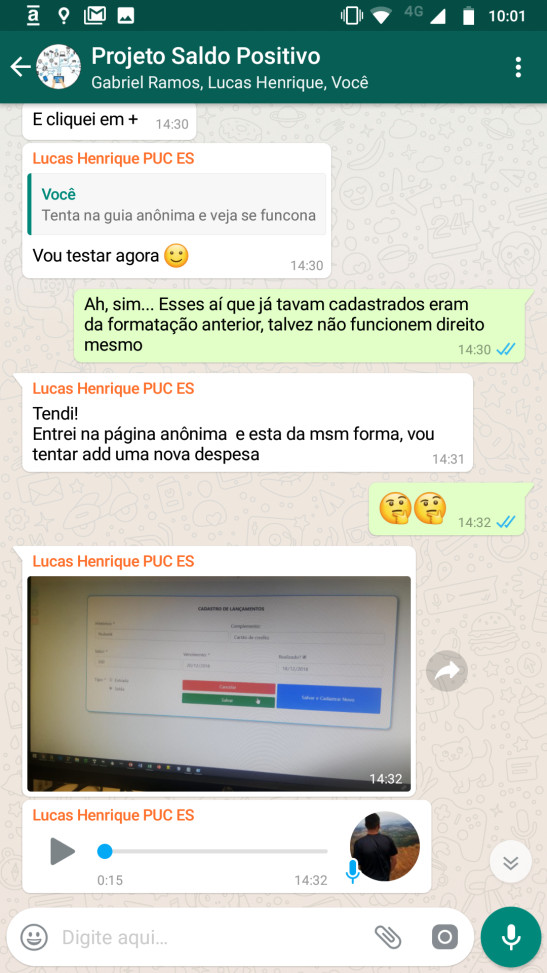 4G
10:01
Projeto Saldo Positivo
Gabriel Ramos, Lucas Henrique, Você
E cliquei em +
14:30
Lucas Henrique PUC ES
Você
Tenta na guia anônima e veja se funcona
Vou testar agora 🙂
14:30
Ah, sim... Esses aí que já tavam cadastrados eram
da formatação anterior, talvez não funcionem direito
mesmo
14:30
Lucas Henrique PUC ES
Tendi!
Entrei na página anônima e esta da msm forma, vou
tentar add uma nova despesa
14:31
🤔🤔
14:32
Lucas Henrique PUC ES
CADASTRO DE LANÇAMENTOS
Complemento
Cartão de crédito
Vencimento *
Realizado?
Valor *
Tipo *
Entrada
Saída
Cancelar
Salvar
Salvar e Cadastrar Novo
14:32
Lucas Henrique PUC ES
0:15
14:32
Digite aqui...